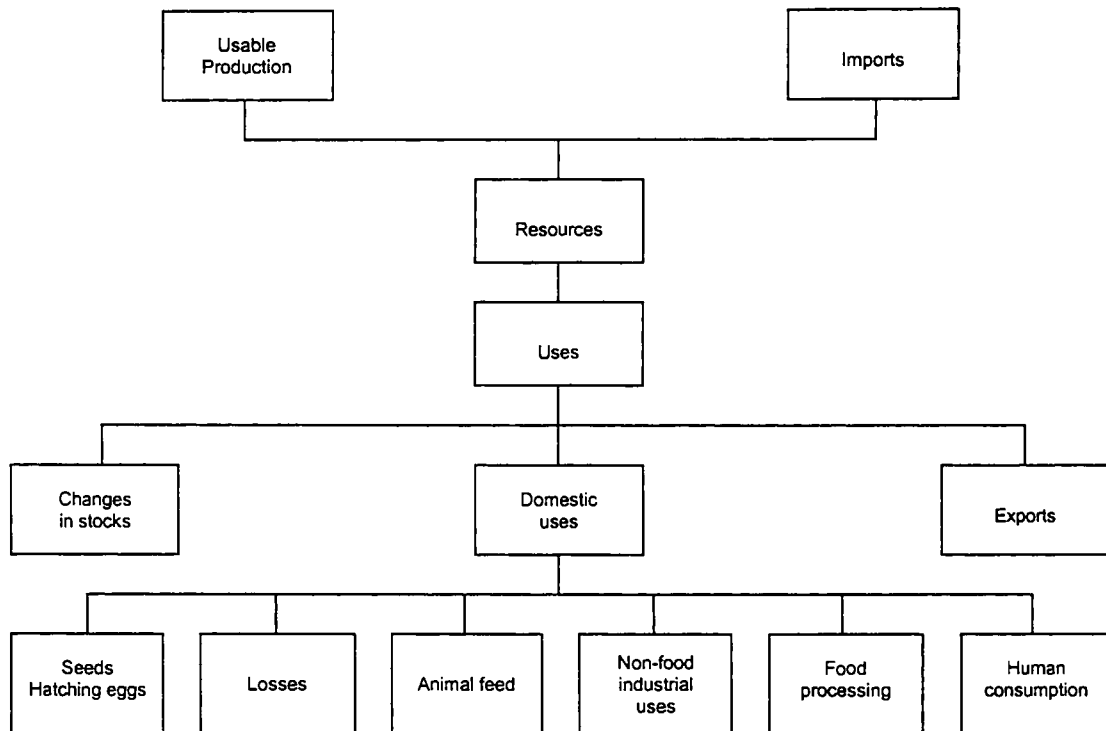 Usable
Production
Imports
Resources
Uses
Changes
in stocks
Domestic
uses
Exports
Seeds
Hatching eggs
Losses
Animal feed
Non-food
industrial
uses
Food
processing
Human
consumption